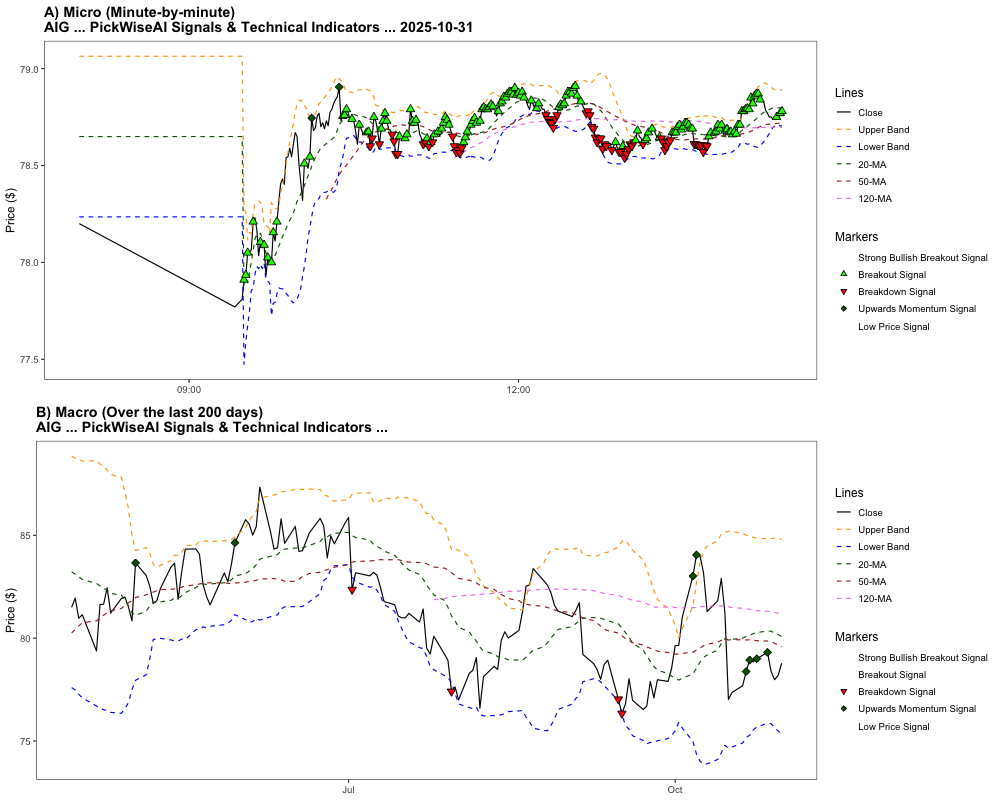 A) Micro (Minute-by-minute)
AIG ... PickWiseAI Signals & Technical Indicators ... 2025-10-31
Price ($)
79.0
78.5
78.0
77.5
09:00
12:00
Lines
Close
Upper Band
Lower Band
20-MA
50-MA
120-MA
Markers
Strong Bullish Breakout Signal
Breakout Signal
Breakdown Signal
Upwards Momentum Signal
Low Price Signal
B) Macro (Over the last 200 days)
AIG ... PickWiseAI Signals & Technical Indicators ...
Price ($)
85
80
75
Jul
Oct
Lines
Close
Upper Band
Lower Band
20-MA
50-MA
120-MA
Markers
Strong Bullish Breakout Signal
Breakout Signal
Breakdown Signal
Upwards Momentum Signal
Low Price Signal